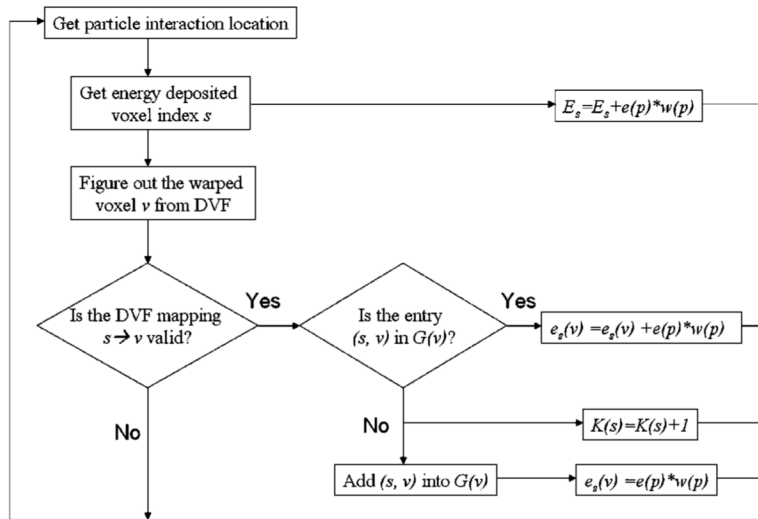 Get particle interaction location
Get energy deposited
voxel index s
E_s=E_s+e(p)*w(p)
Figure out the warped
voxel v from DVF
Is the DVF mapping
s→v valid?
Yes
Is the entry
(s, v) in G(v)?
Yes
e_s(v) =e_s(v) +e(p)*w(p)
No
No
K(s)=K(s)+1
Add (s, v) into G(v)
e_s(v) =e(p)*w(p)